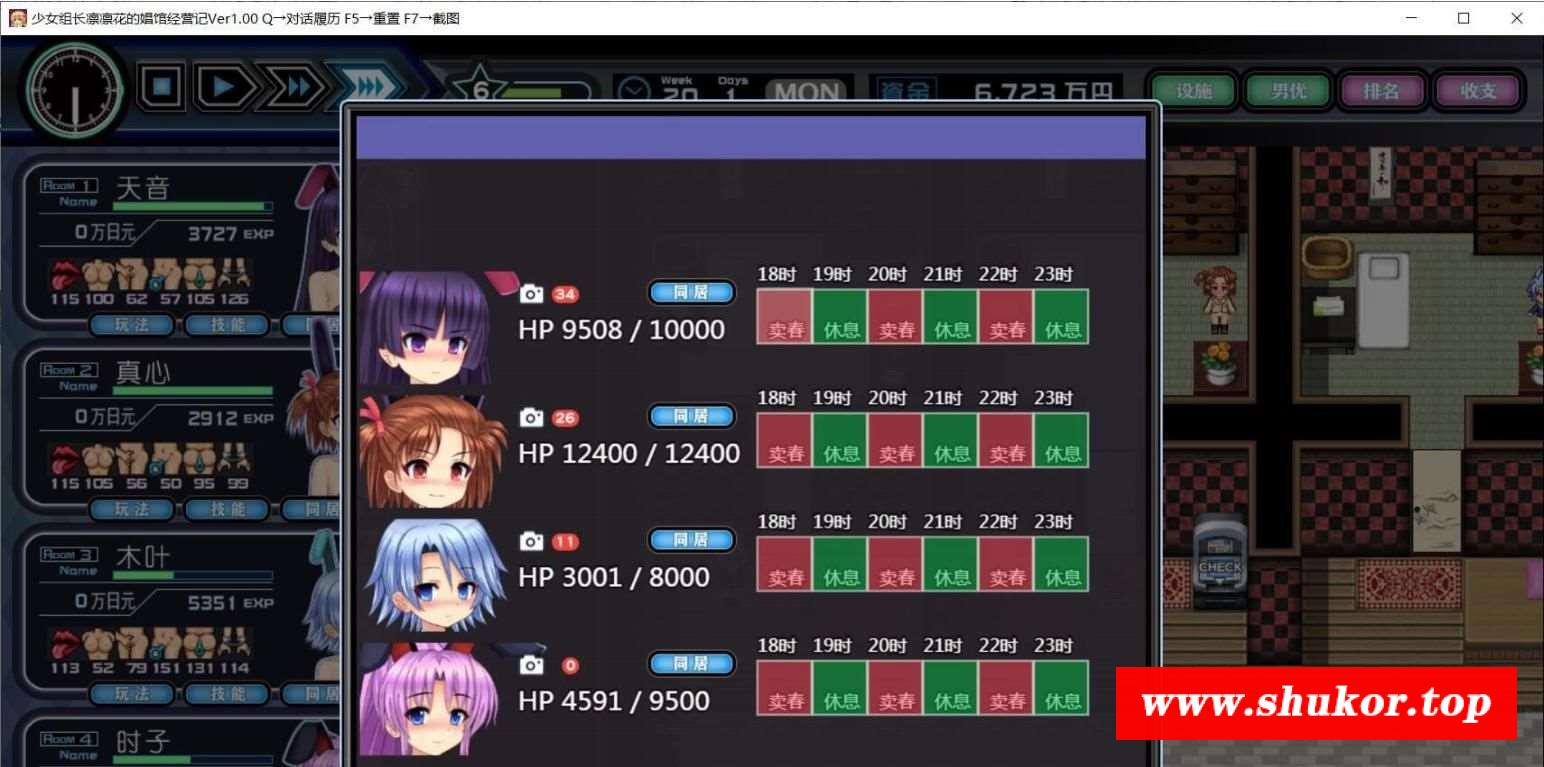 少女组长凛凛花的娼馆经营记Ver1.00 Q→对话履历 F5→重置 F7→截图
6 Week 20 Days 1 MON 資金 6,723 万円 设施 男优 排名 收支
ROOM 1 天音
Name
0万日元 3727 EXP
115 100 62 57 105 126
玩法 技能 同居
ROOM 2 真心
Name
0万日元 2912 EXP
115 105 56 50 95 99
玩法 技能 同居
ROOM 3 木叶
Name
0万日元 5351 EXP
113 52 79 151 131 114
玩法 技能 同居
ROOM 4 时子
Name
18时 19时 20时 21时 22时 23时
34 同居
HP 9508 / 10000 卖春 休息 卖春 休息 卖春 休息
18时 19时 20时 21时 22时 23时
26 同居
HP 12400 / 12400 卖春 休息 卖春 休息 卖春 休息
18时 19时 20时 21时 22时 23时
11 同居
HP 3001 / 8000 卖春 休息 卖春 休息 卖春 休息
18时 19时 20时 21时 22时 23时
0 同居
HP 4591 / 9500 卖春 休息 卖春 休息 卖春 休息
CHECK
www.shukor.top